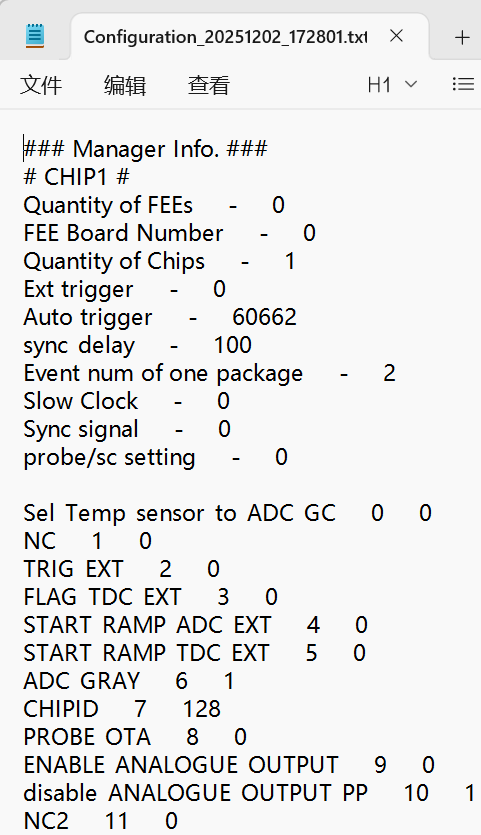 Configuration_20251202_172801.txt
文件 编辑 查看 H1
### Manager Info. ###
# CHIP1 #
Quantity of FEEs - 0
FEE Board Number - 0
Quantity of Chips - 1
Ext trigger - 0
Auto trigger - 60662
sync delay - 100
Event num of one package - 2
Slow Clock - 0
Sync signal - 0
probe/sc setting - 0
Sel Temp sensor to ADC GC 0 0
NC 1 0
TRIG EXT 2 0
FLAG TDC EXT 3 0
START RAMP ADC EXT 4 0
START RAMP TDC EXT 5 0
ADC GRAY 6 1
CHIPID 7 128
PROBE OTA 8 0
ENABLE ANALOGUE OUTPUT 9 0
disable ANALOGUE OUTPUT PP 10 1
NC2 11 0